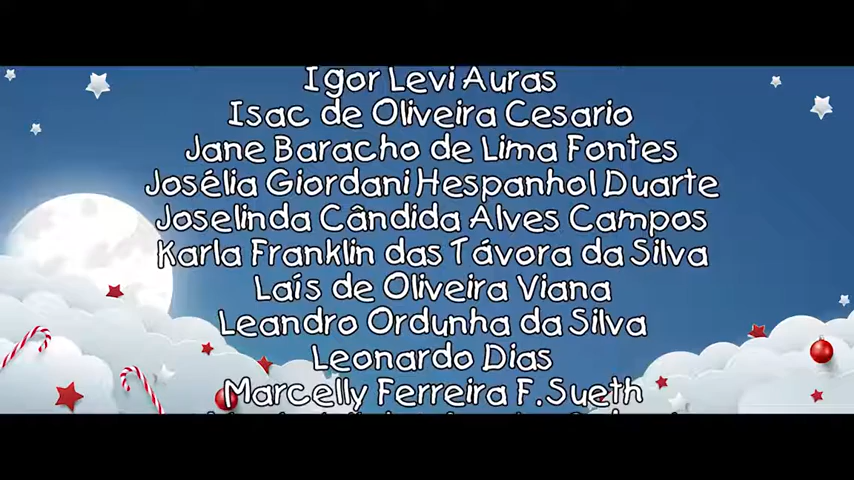 Igor Levi Auras
Isac de Oliveira Cesario
Jane Baracho de Lima Fontes
Josélia Giordani Hespanhol Duarte
Joselinda Cândida Alves Campos
Karla Franklin das Távora da Silva
Laís de Oliveira Viana
Leandro Ordunha da Silva
Leonardo Dias
Marcelly Ferreira F. Sueth